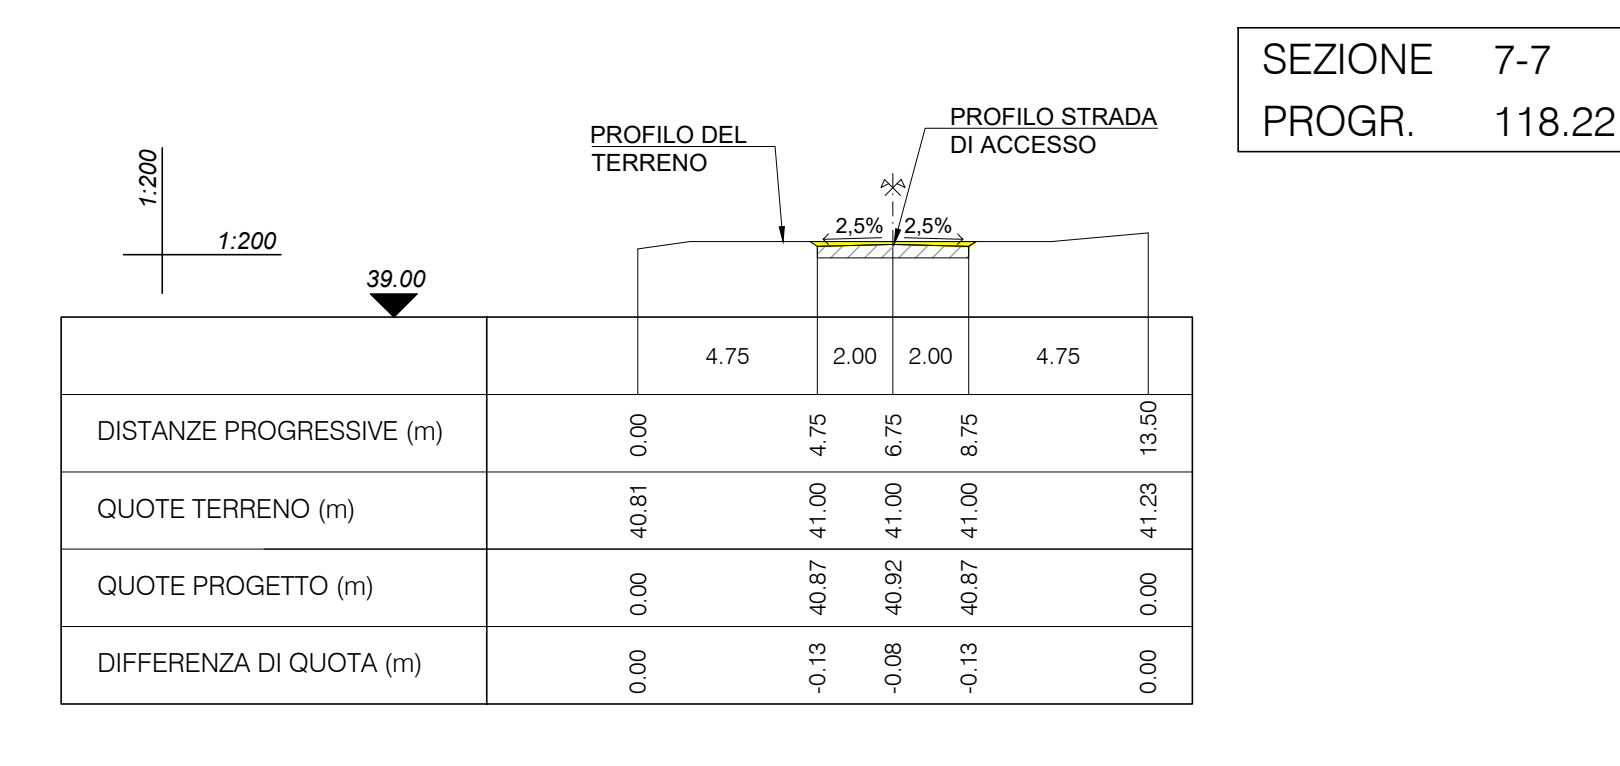 SEZIONE 7-7
PROGR. 118.22
PROFILO DEL
TERRENO
PROFILO STRADA
DI ACCESSO
1:200
1:200
2,5% 2,5%
39.00
4.75 2.00 2.00 4.75
DISTANZE PROGRESSIVE (m) 0.00 4.75 6.75 8.75 13.50
QUOTE TERRENO (m) 40.81 41.00 41.00 41.00 41.23
QUOTE PROGETTO (m) 0.00 40.87 40.92 40.87 0.00
DIFFERENZA DI QUOTA (m) 0.00 -0.13 -0.08 -0.13 0.00